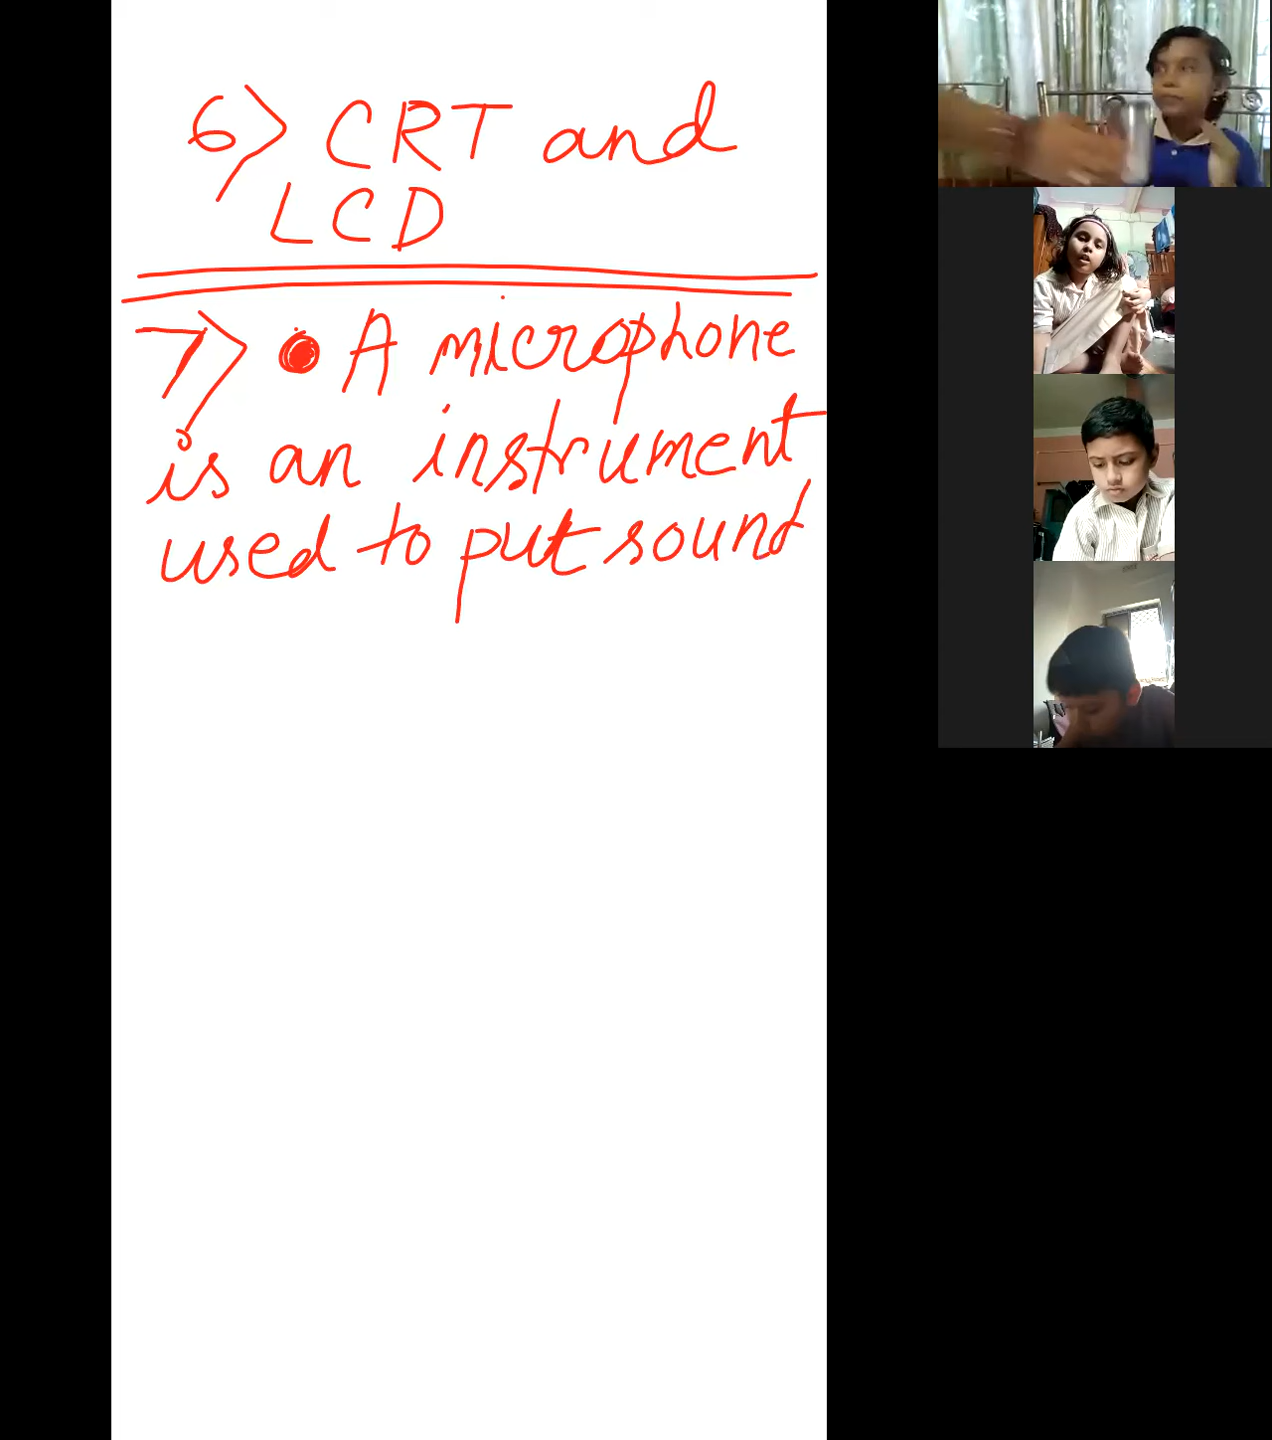 6> CRT and
LCD
7> • A microphone
is an instrument
used to put sound